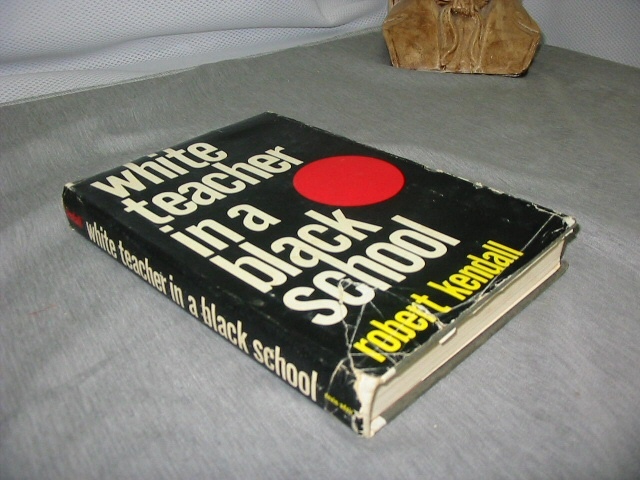 white
teacher
in a
black
school
robert kendall
white teacher in a black school